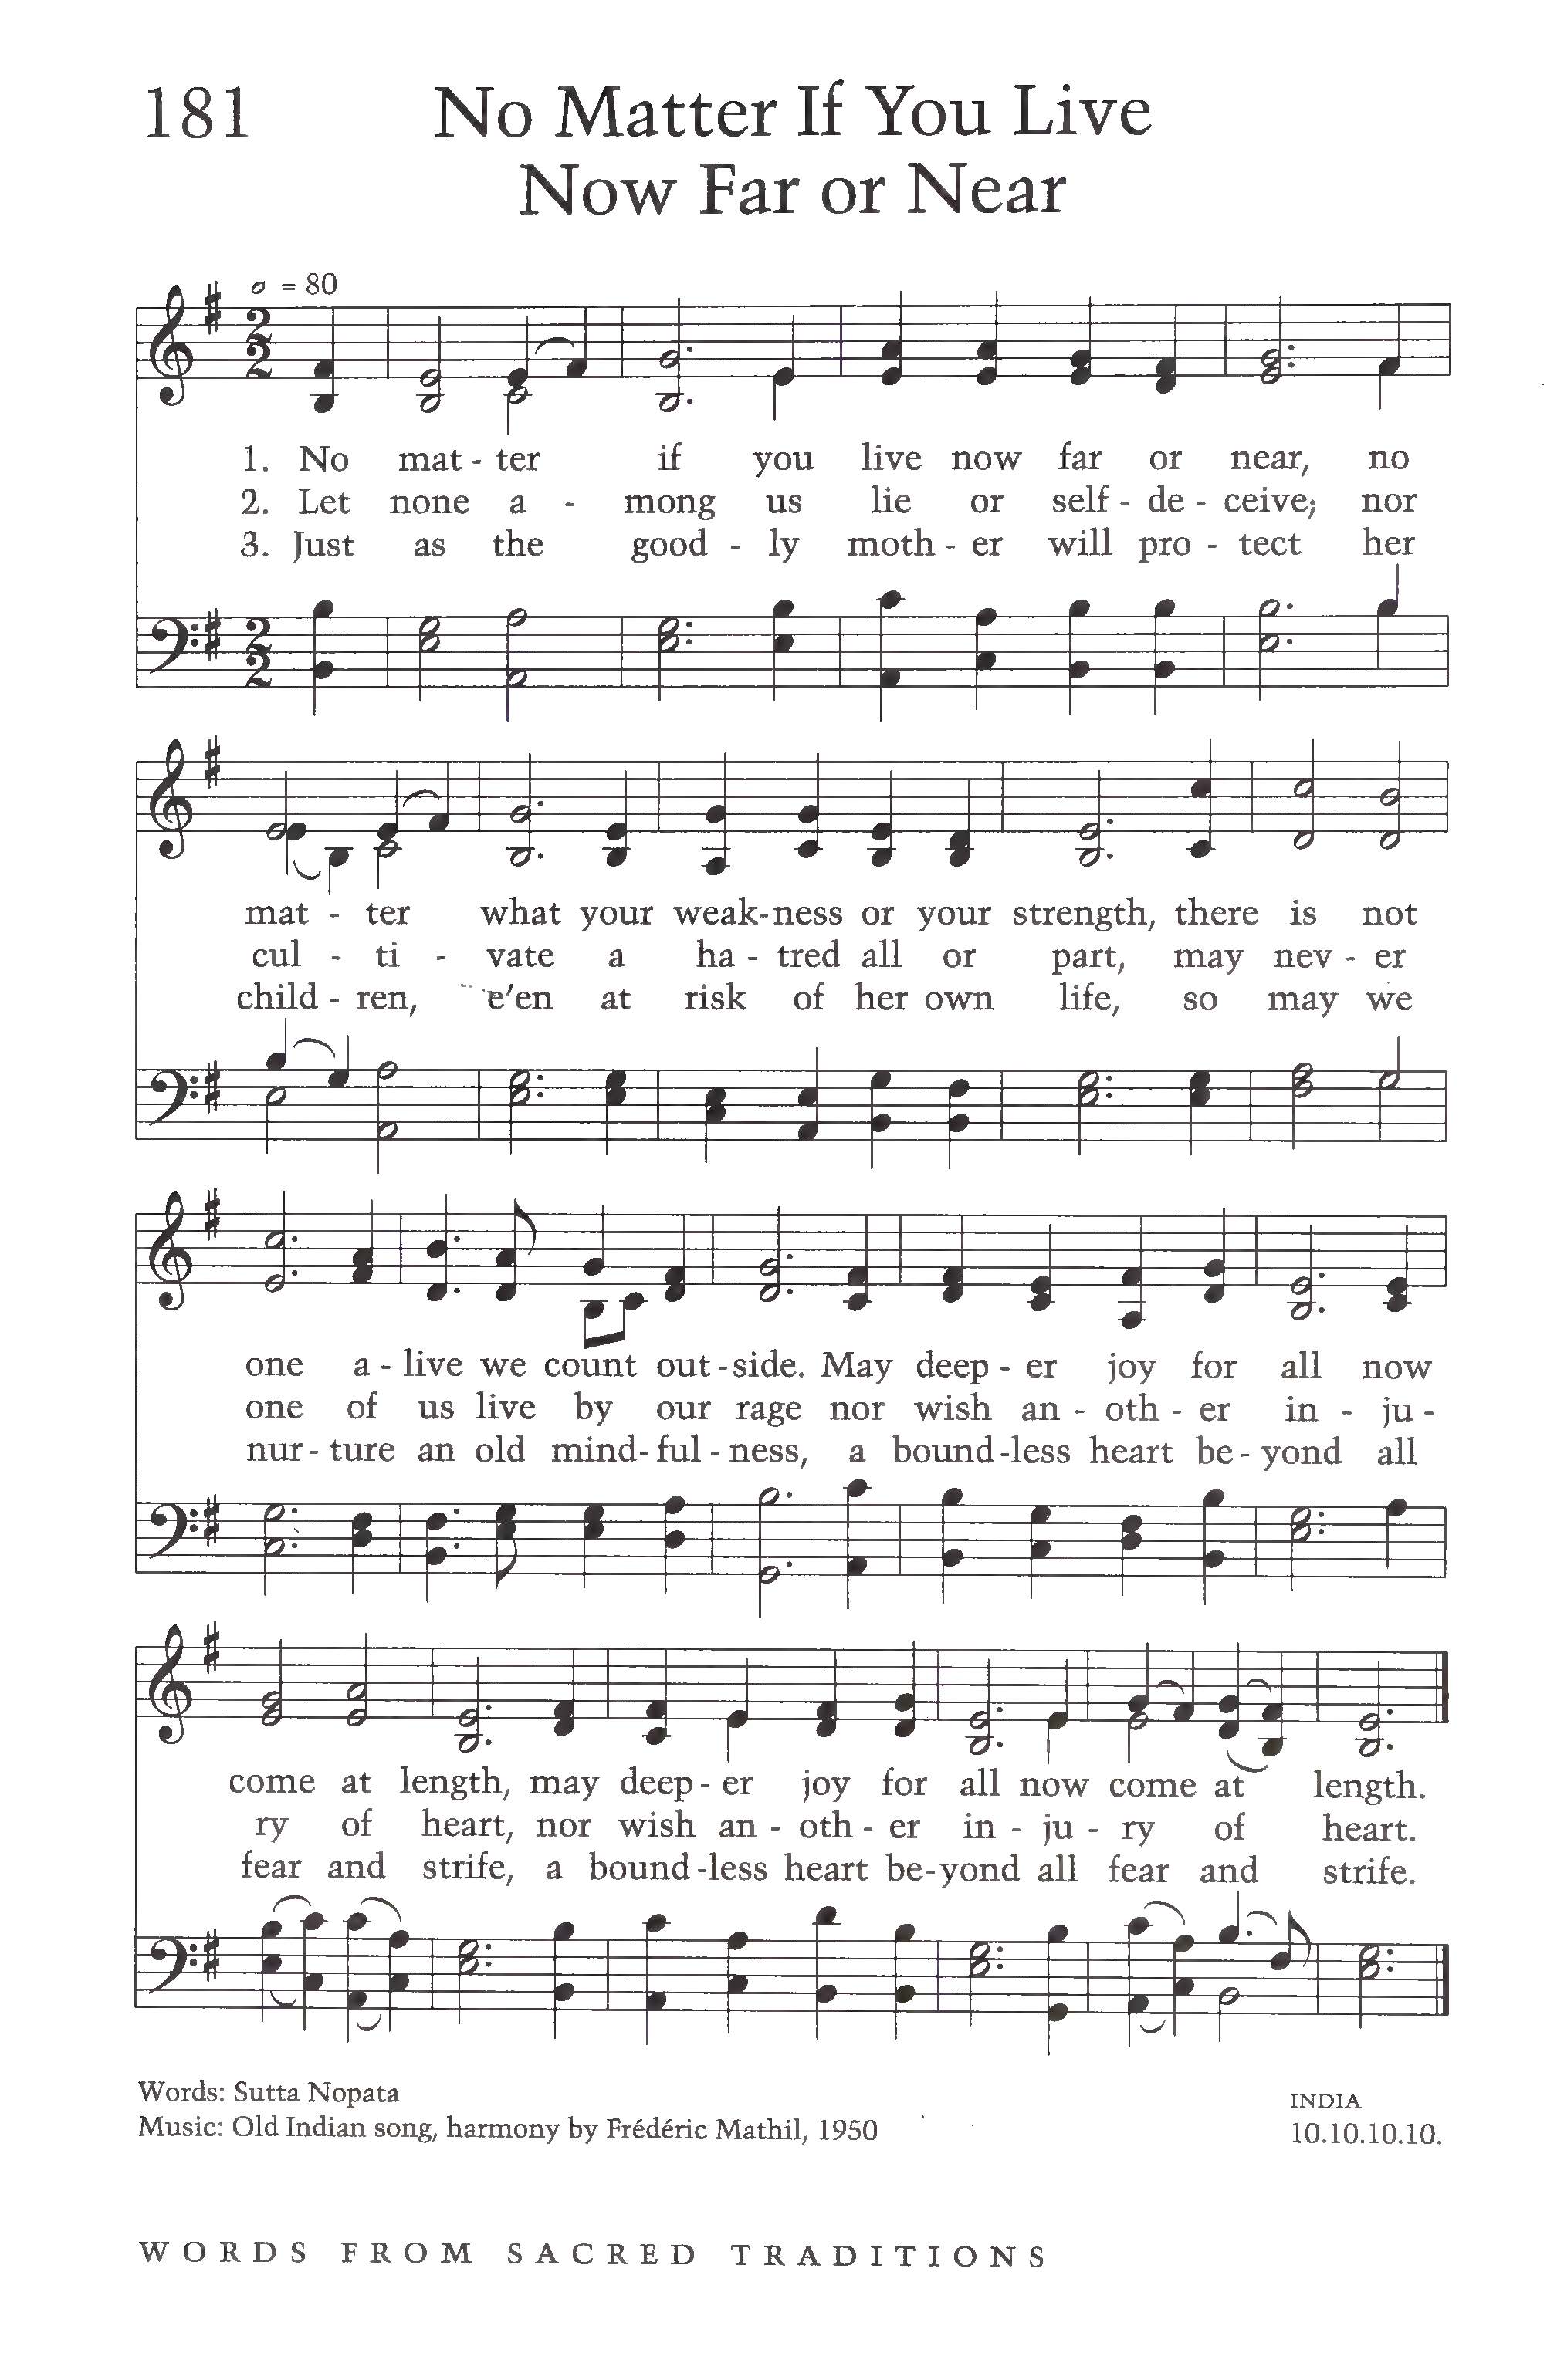 181 No Matter If You Live
Now Far or Near
= 80
1. No mat - ter if you live now far or near, no
2. Let none a - mong us lie or self - de - ceive; nor
3. Just as the good - ly moth - er will pro - tect her
mat - ter what your weak - ness or your strength, there is not
cul - ti - vate a ha - tred all or part, may nev - er
child - ren, e'en at risk of her own life, so may we
one a - live we count out - side. May deep - er joy for all now
one of us live by our rage nor wish an - oth - er in - ju -
nur - ture an old mind - ful - ness, a bound - less heart be - yond all
come at length, may deep - er joy for all now come at length.
ry of heart, nor wish an - oth - er in - ju - ry of heart.
fear and strife, a bound - less heart be - yond all fear and strife.
Words: Sutta Nopata
Music: Old Indian song, harmony by Frédéric Mathil, 1950
INDIA
10.10.10.10.
WORDS FROM SACRED TRADITIONS